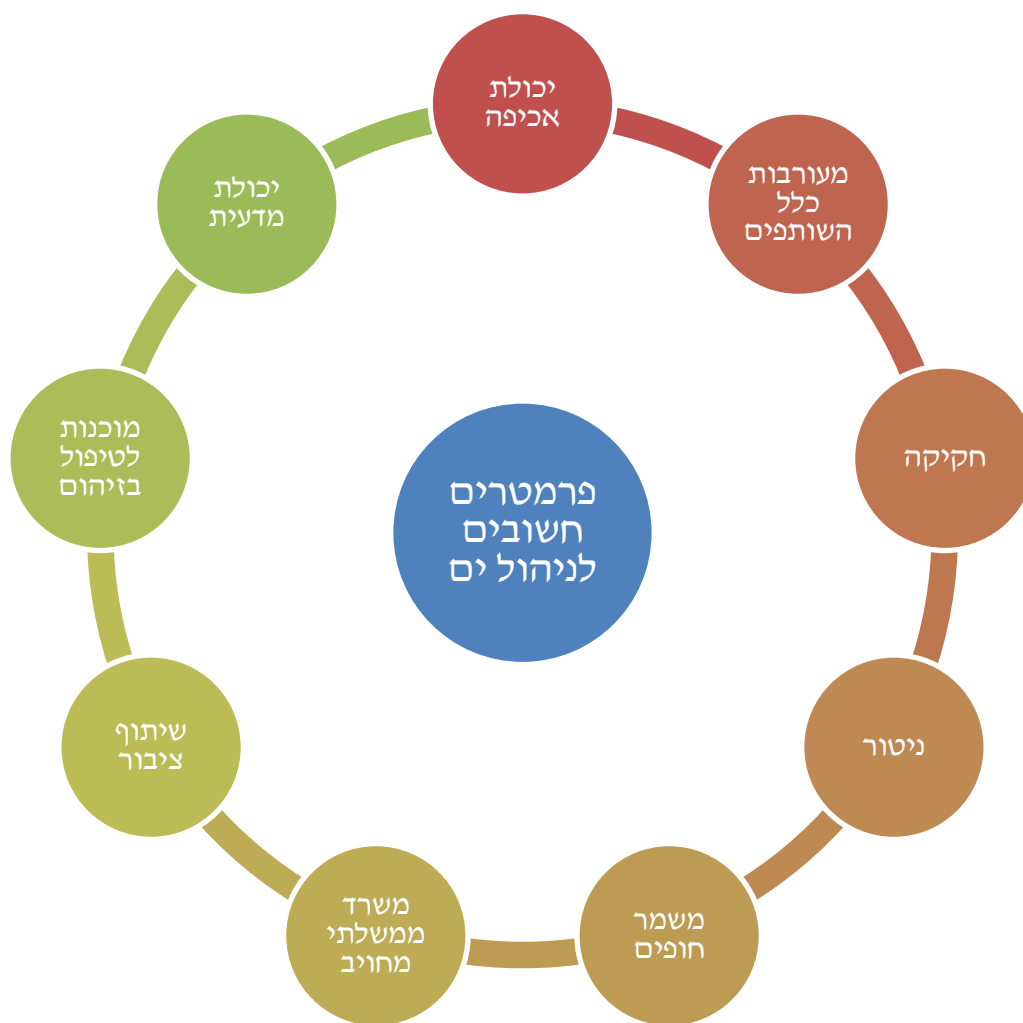 יכולת
אכיפה
מעורבות
כלל
השותפים
חקיקה
ניטור
משמר
חופים
משרד
ממשלתי
מחויב
שיתוף
ציבור
מוכנות
לטיפול
בזיהום
יכולת
מדעית
פרמטרים
חשובים
לניהול ים